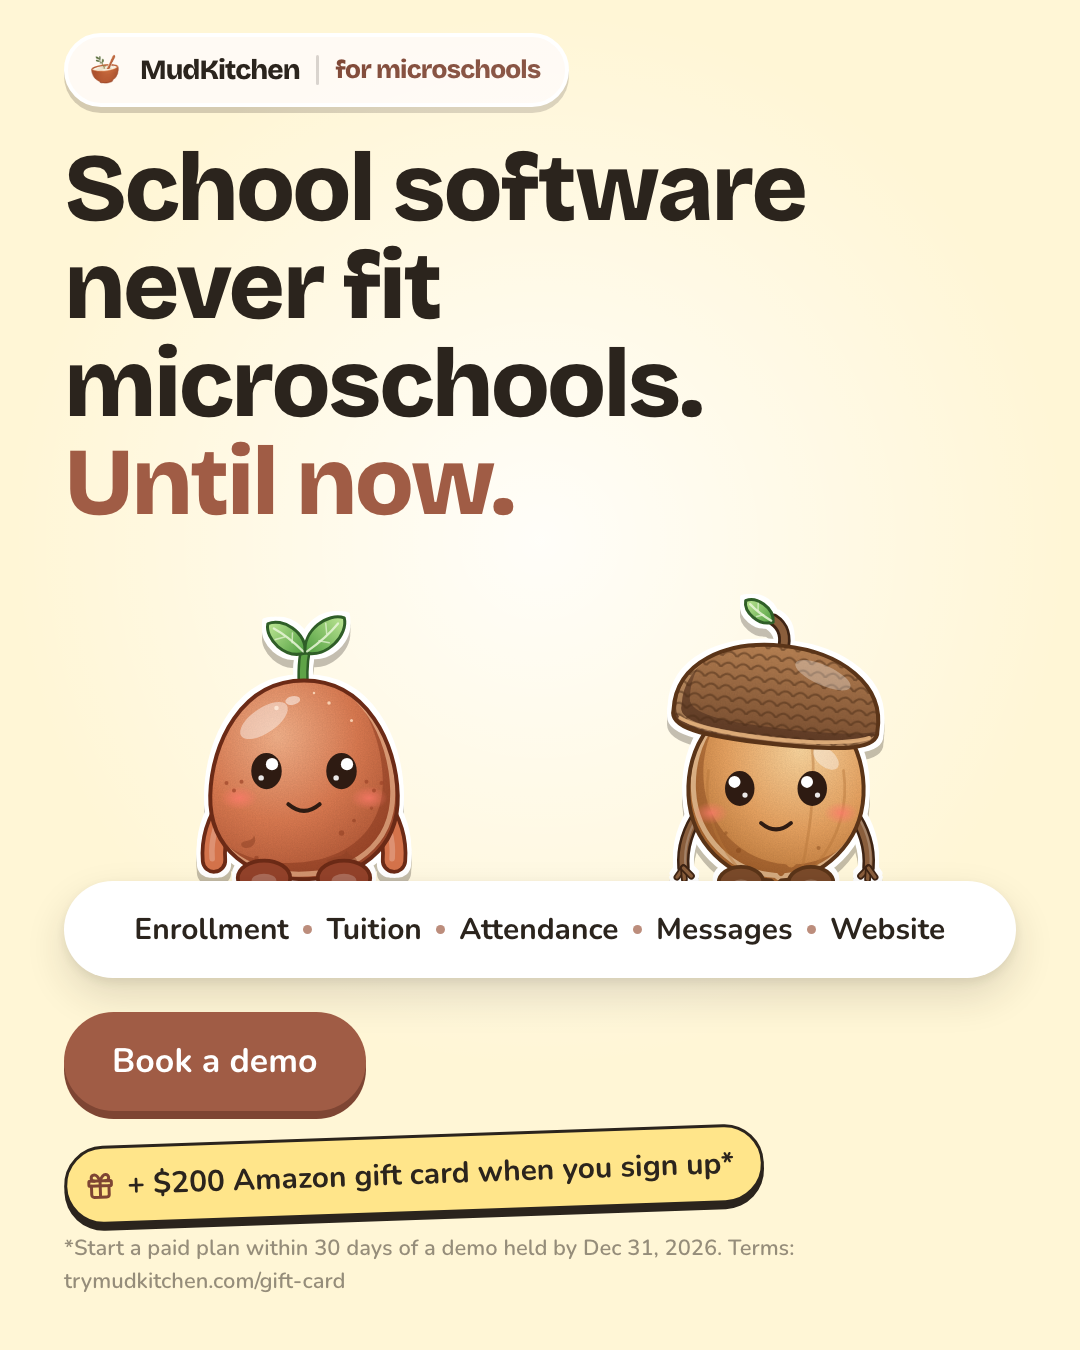 MudKitchen | for microschools
School software
never fit
microschools.
Until now.
Enrollment • Tuition • Attendance • Messages • Website
Book a demo
+ $200 Amazon gift card when you sign up*
*Start a paid plan within 30 days of a demo held by Dec 31, 2026. Terms:
trymudkitchen.com/gift-card